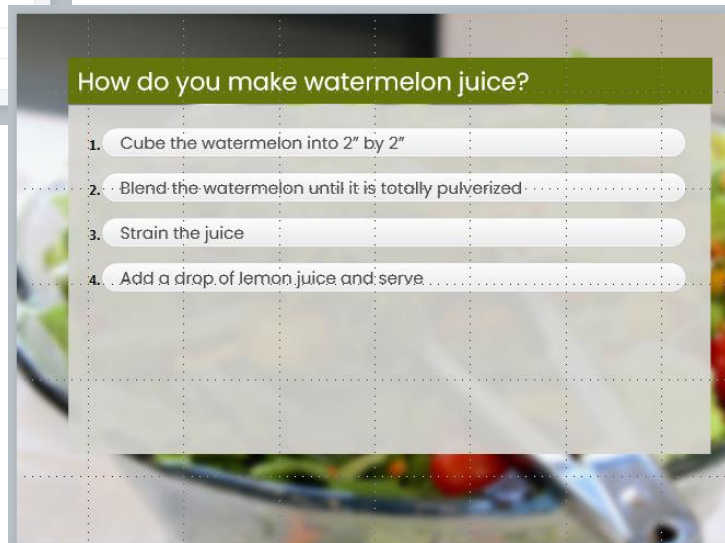 How do you make watermelon juice?
1. Cube the watermelon into 2” by 2”
2. Blend the watermelon until it is totally pulverized
3. Strain the juice
4. Add a drop of lemon juice and serve